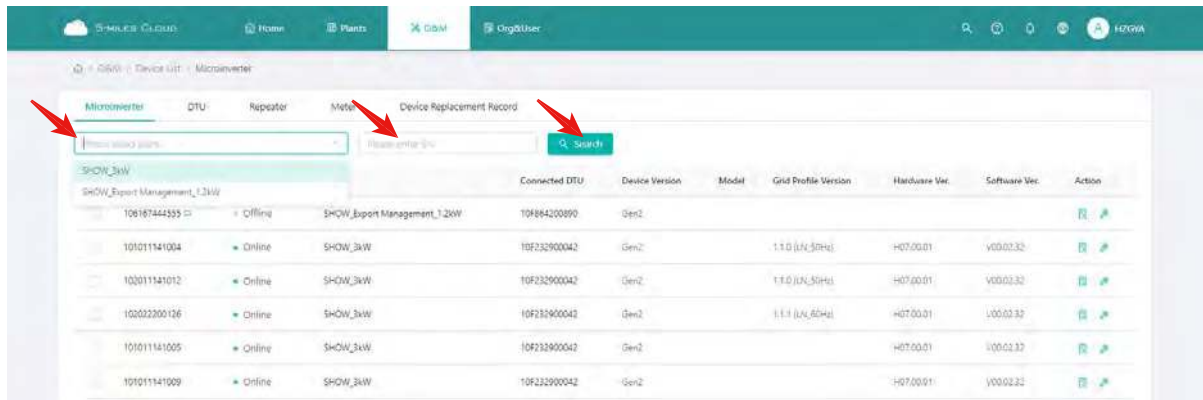 S-Miles Cloud Home Plants O&M Org&User HZGWA
O&M / Device List / Microinverter
Microinverter DTU Repeater Meter Device Replacement Record
Please select plant Please enter S/N Search
SHOW_3kW
SHOW_Export Management_1.2kW
Connected DTU Device Version Model Grid Profile Version Hardware Ver. Software Ver. Action
106167444555 Offline SHOW_Export Management_1.2kW 10F864200890 Gen2
101011141004 Online SHOW_3kW 10F232900042 Gen2 1.1.0 (LN_50Hz) H07.00.01 V00.02.32
102011141012 Online SHOW_3kW 10F232900042 Gen2 1.1.0 (LN_50Hz) H07.00.01 V00.02.32
102022200126 Online SHOW_3kW 10F232900042 Gen2 1.1.1 (LN_60Hz) H07.00.01 V00.02.32
101011141005 Online SHOW_3kW 10F232900042 Gen2 H07.00.01 V00.02.32
101011141009 Online SHOW_3kW 10F232900042 Gen2 H07.00.01 V00.02.32